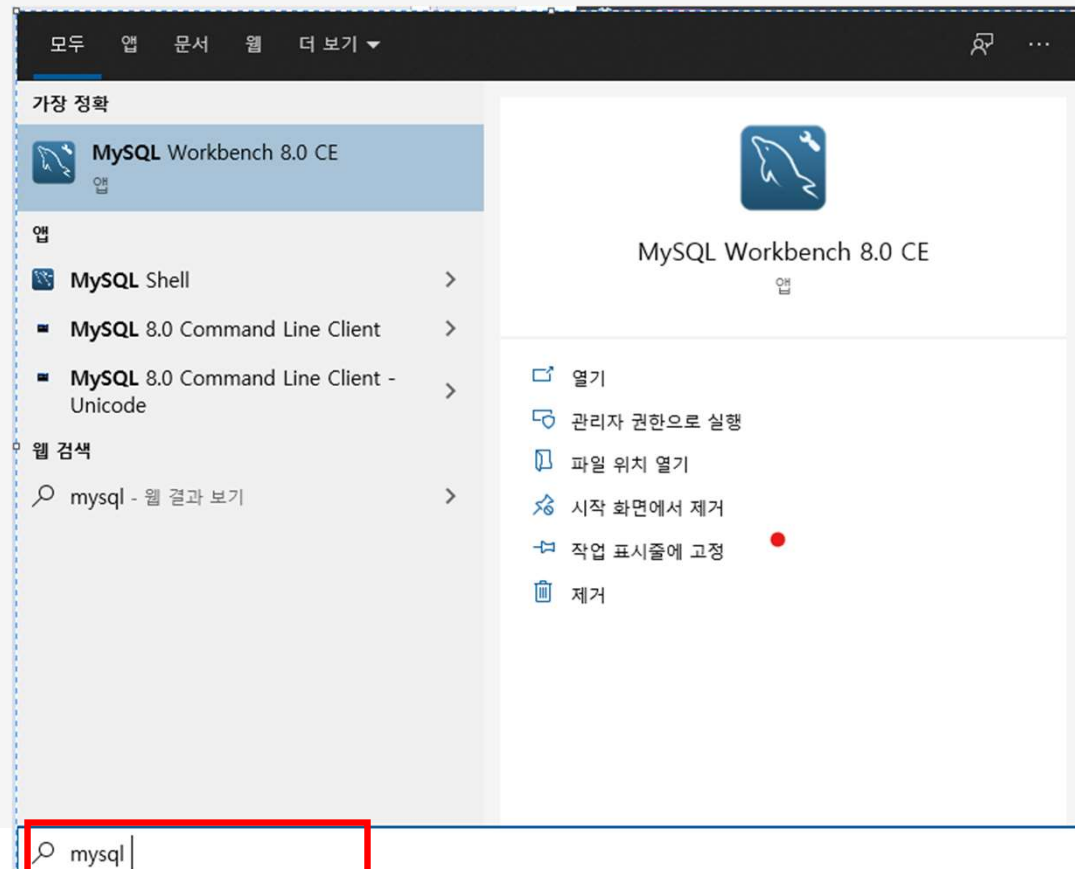 모두 앱 문서 웹 더 보기
가장 정확
MySQL Workbench 8.0 CE
앱
앱
MySQL Shell
MySQL 8.0 Command Line Client
MySQL 8.0 Command Line Client -
Unicode
웹 검색
mysql - 웹 결과 보기
MySQL Workbench 8.0 CE
앱
열기
관리자 권한으로 실행
파일 위치 열기
시작 화면에서 제거
작업 표시줄에 고정
제거
mysql